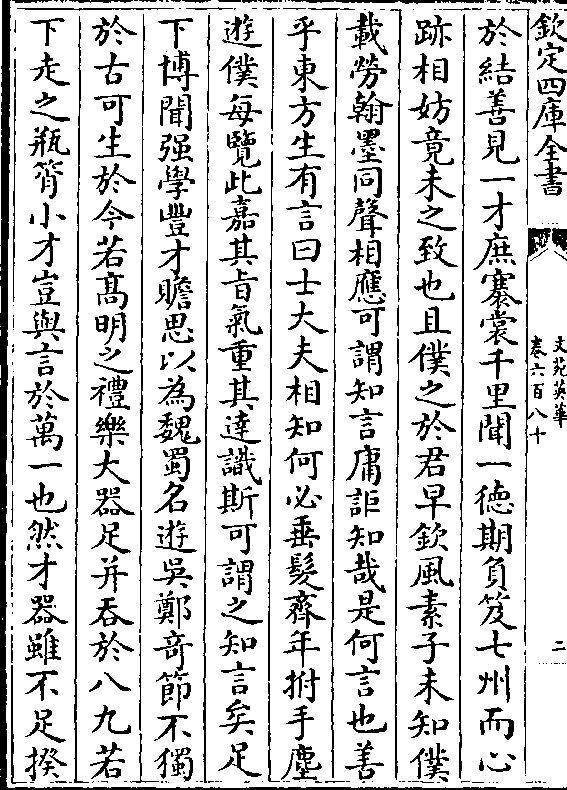 欽定四庫全書
文苑英華
卷六百八十
二
於結善見一才庶褰裳千里聞一德期負笈七州而心
跡相妨竟未之致也且僕之於君早欽風素子未知僕
載勞翰墨同聲相應可謂知言庸詎知哉是何言也善
乎東方生有言曰士大夫相知何必垂髮齊年拊手塵
遊僕每覽此嘉其旨氣重其達識斯可謂之知言矣足
下博聞强學豐才贍思以為魏蜀名遊吳鄭奇節不獨
於古可生於今若髙明之禮樂大器足并吞於八九若
下走之瓶筲小才豈與言於萬一也然才器雖不足揆